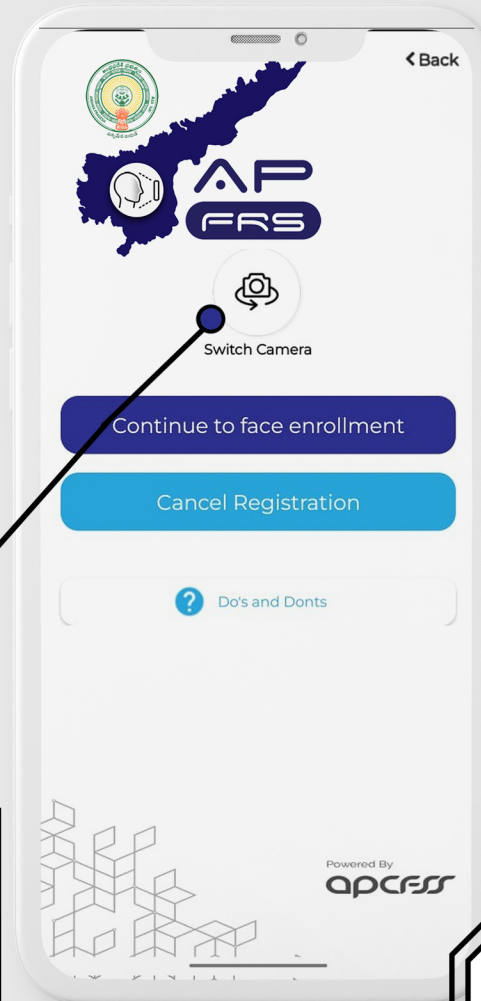 Back
AP
FRS
Switch Camera
Continue to face enrollment
Cancel Registration
? Do's and Donts
Powered By
apcfss